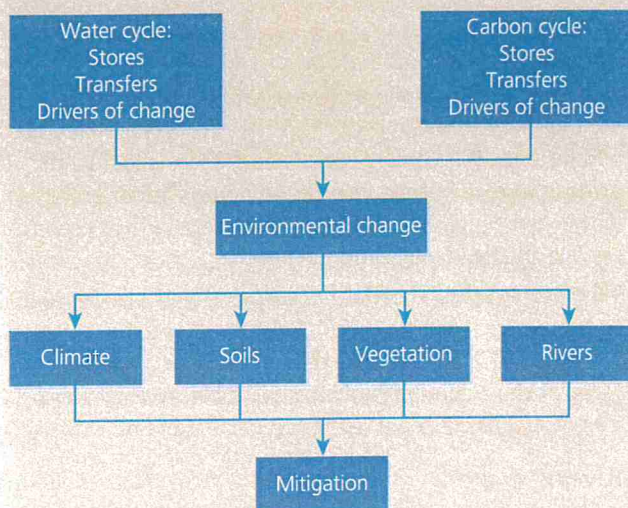 Water cycle:
Stores
Transfers
Drivers of change
Carbon cycle:
Stores
Transfers
Drivers of change
Environmental change
Climate
Soils
Vegetation
Rivers
Mitigation